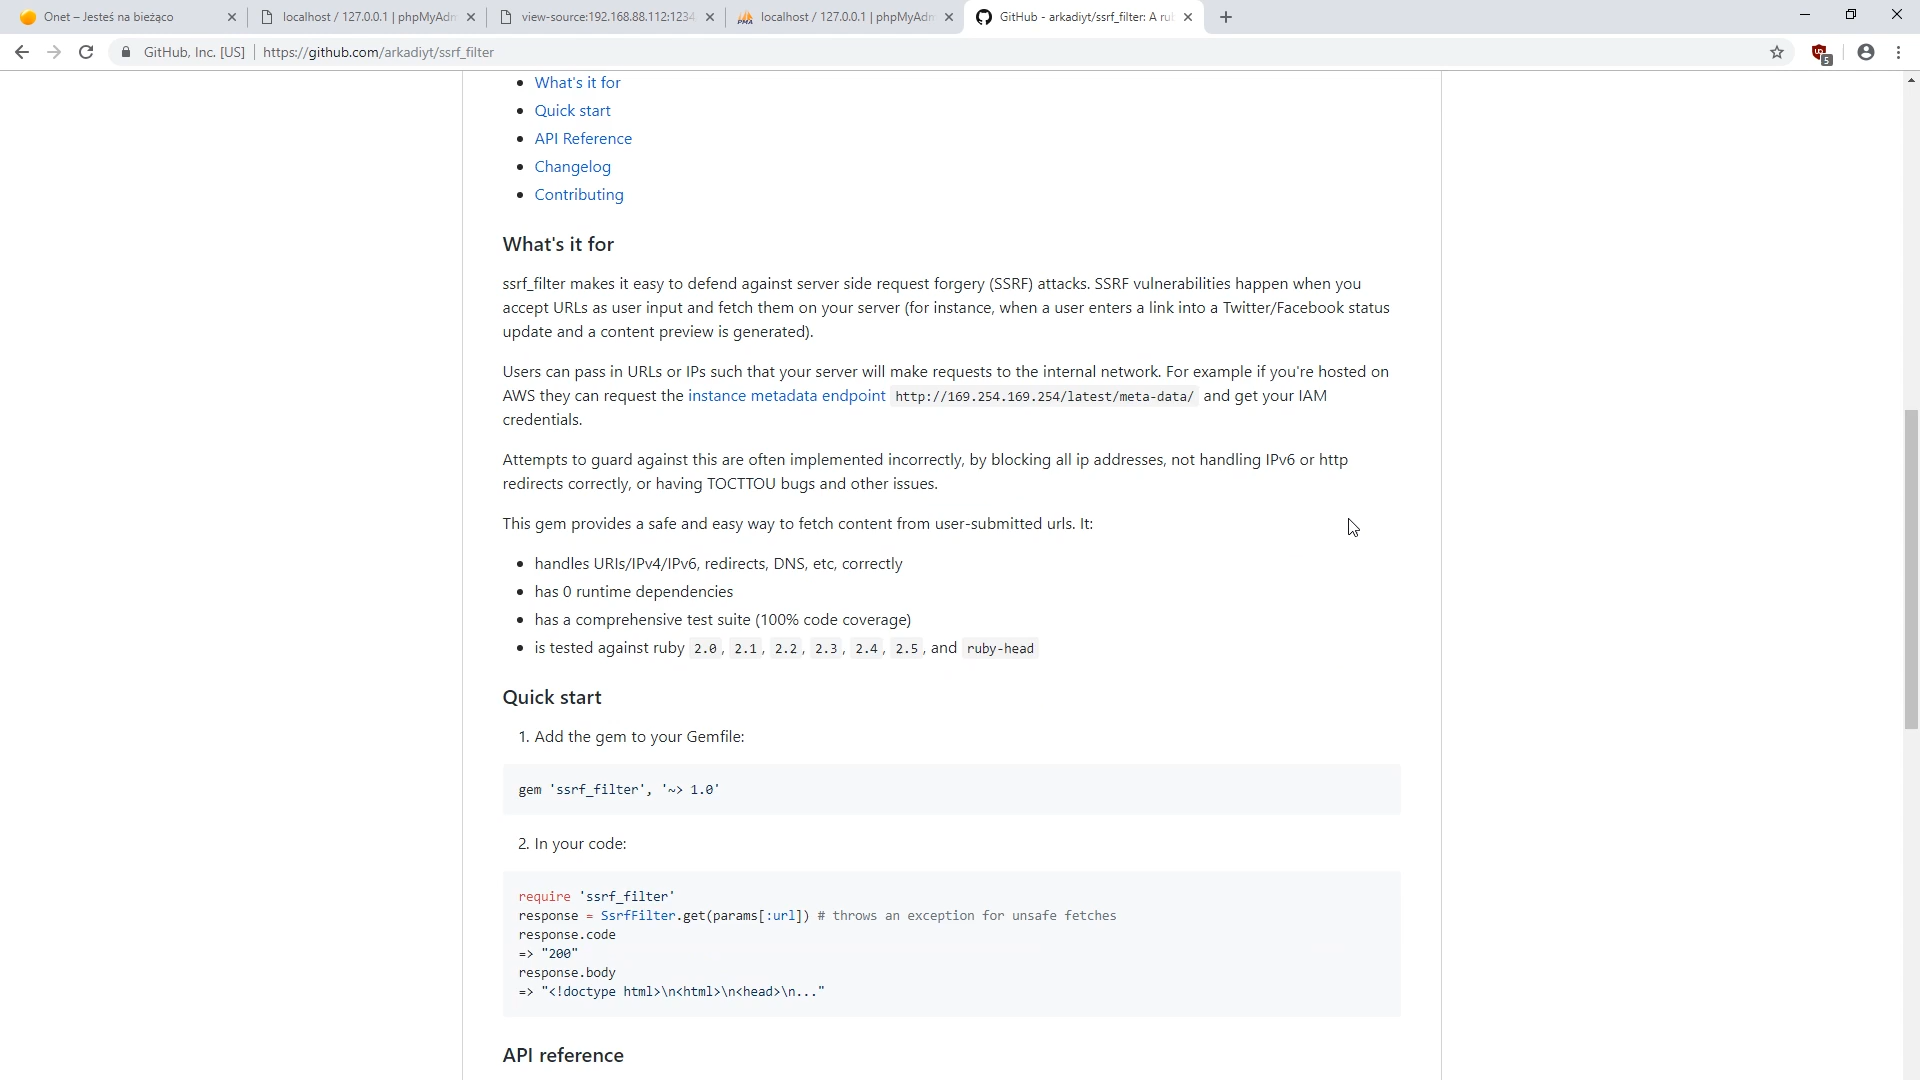 Onet – Jesteś na bieżąco
localhost / 127.0.0.1 | phpMyAdm
view-source:192.168.88.112:1234
localhost / 127.0.0.1 | phpMyAdm
GitHub - arkadiyt/ssrf_filter: A ru
GitHub, Inc. [US] | https://github.com/arkadiyt/ssrf_filter
5
What's it for
Quick start
API Reference
Changelog
Contributing
What's it for
ssrf_filter makes it easy to defend against server side request forgery (SSRF) attacks. SSRF vulnerabilities happen when you
accept URLs as user input and fetch them on your server (for instance, when a user enters a link into a Twitter/Facebook status
update and a content preview is generated).
Users can pass in URLs or IPs such that your server will make requests to the internal network. For example if you're hosted on
AWS they can request the instance metadata endpoint http://169.254.169.254/latest/meta-data/ and get your IAM
credentials.
Attempts to guard against this are often implemented incorrectly, by blocking all ip addresses, not handling IPv6 or http
redirects correctly, or having TOCTTOU bugs and other issues.
This gem provides a safe and easy way to fetch content from user-submitted urls. It:
handles URIs/IPv4/IPv6, redirects, DNS, etc, correctly
has 0 runtime dependencies
has a comprehensive test suite (100% code coverage)
is tested against ruby 2.0, 2.1, 2.2, 2.3, 2.4, 2.5, and ruby-head
Quick start
1. Add the gem to your Gemfile:
gem 'ssrf_filter', '~> 1.0'
2. In your code:
require 'ssrf_filter'
response = SsrfFilter.get(params[:url]) # throws an exception for unsafe fetches
response.code
=> "200"
response.body
=> "<!doctype html>\n<html>\n<head>\n..."
API reference